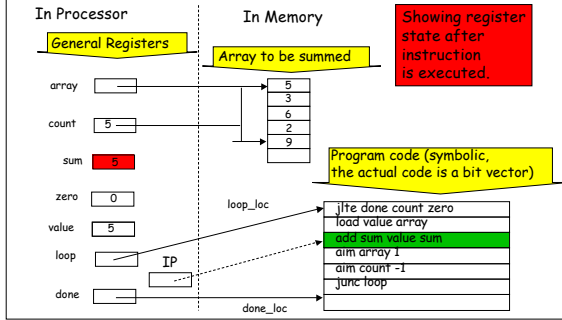 In Processor
In Memory
Showing register
state after
instruction
is executed.
General Registers
Array to be summed
array
5
3
6
2
9
count
5
sum
5
Program code (symbolic,
the actual code is a bit vector)
zero
0
loop_loc
value
5
loop
IP
done
done_loc
jlte done count zero
load value array
add sum value sum
aim array 1
aim count -1
junc loop